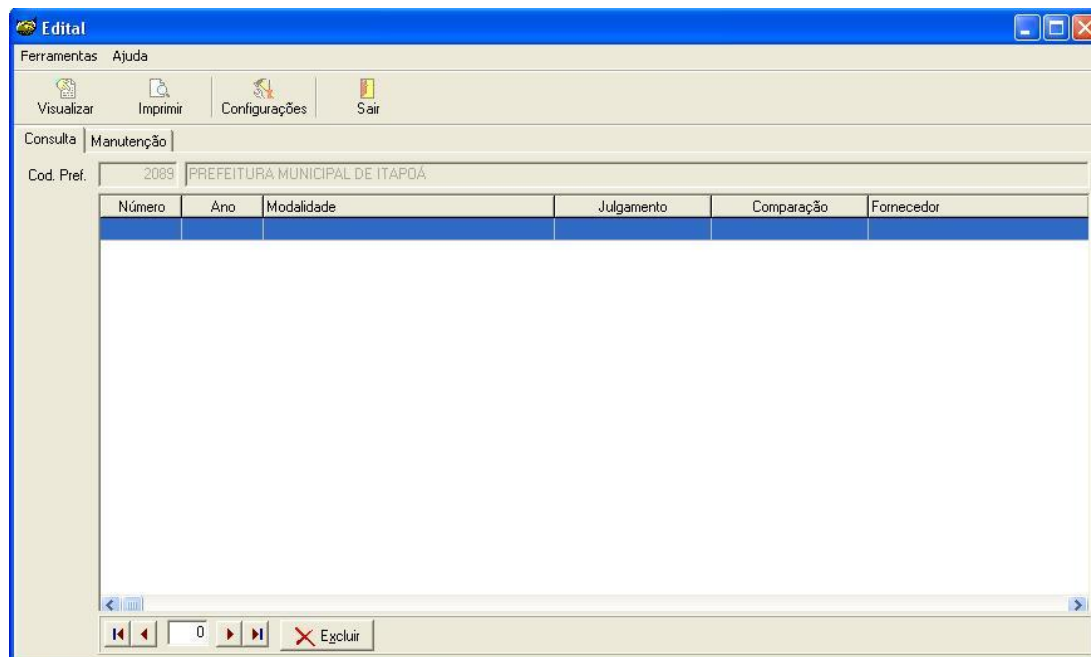 Edital
Ferramentas Ajuda
Visualizar Imprimir Configurações Sair
Consulta Manutenção
Cod. Pref. 2089 PREFEITURA MUNICIPAL DE ITAPOÁ
Número Ano Modalidade Julgamento Comparação Fornecedor
0 Excluir